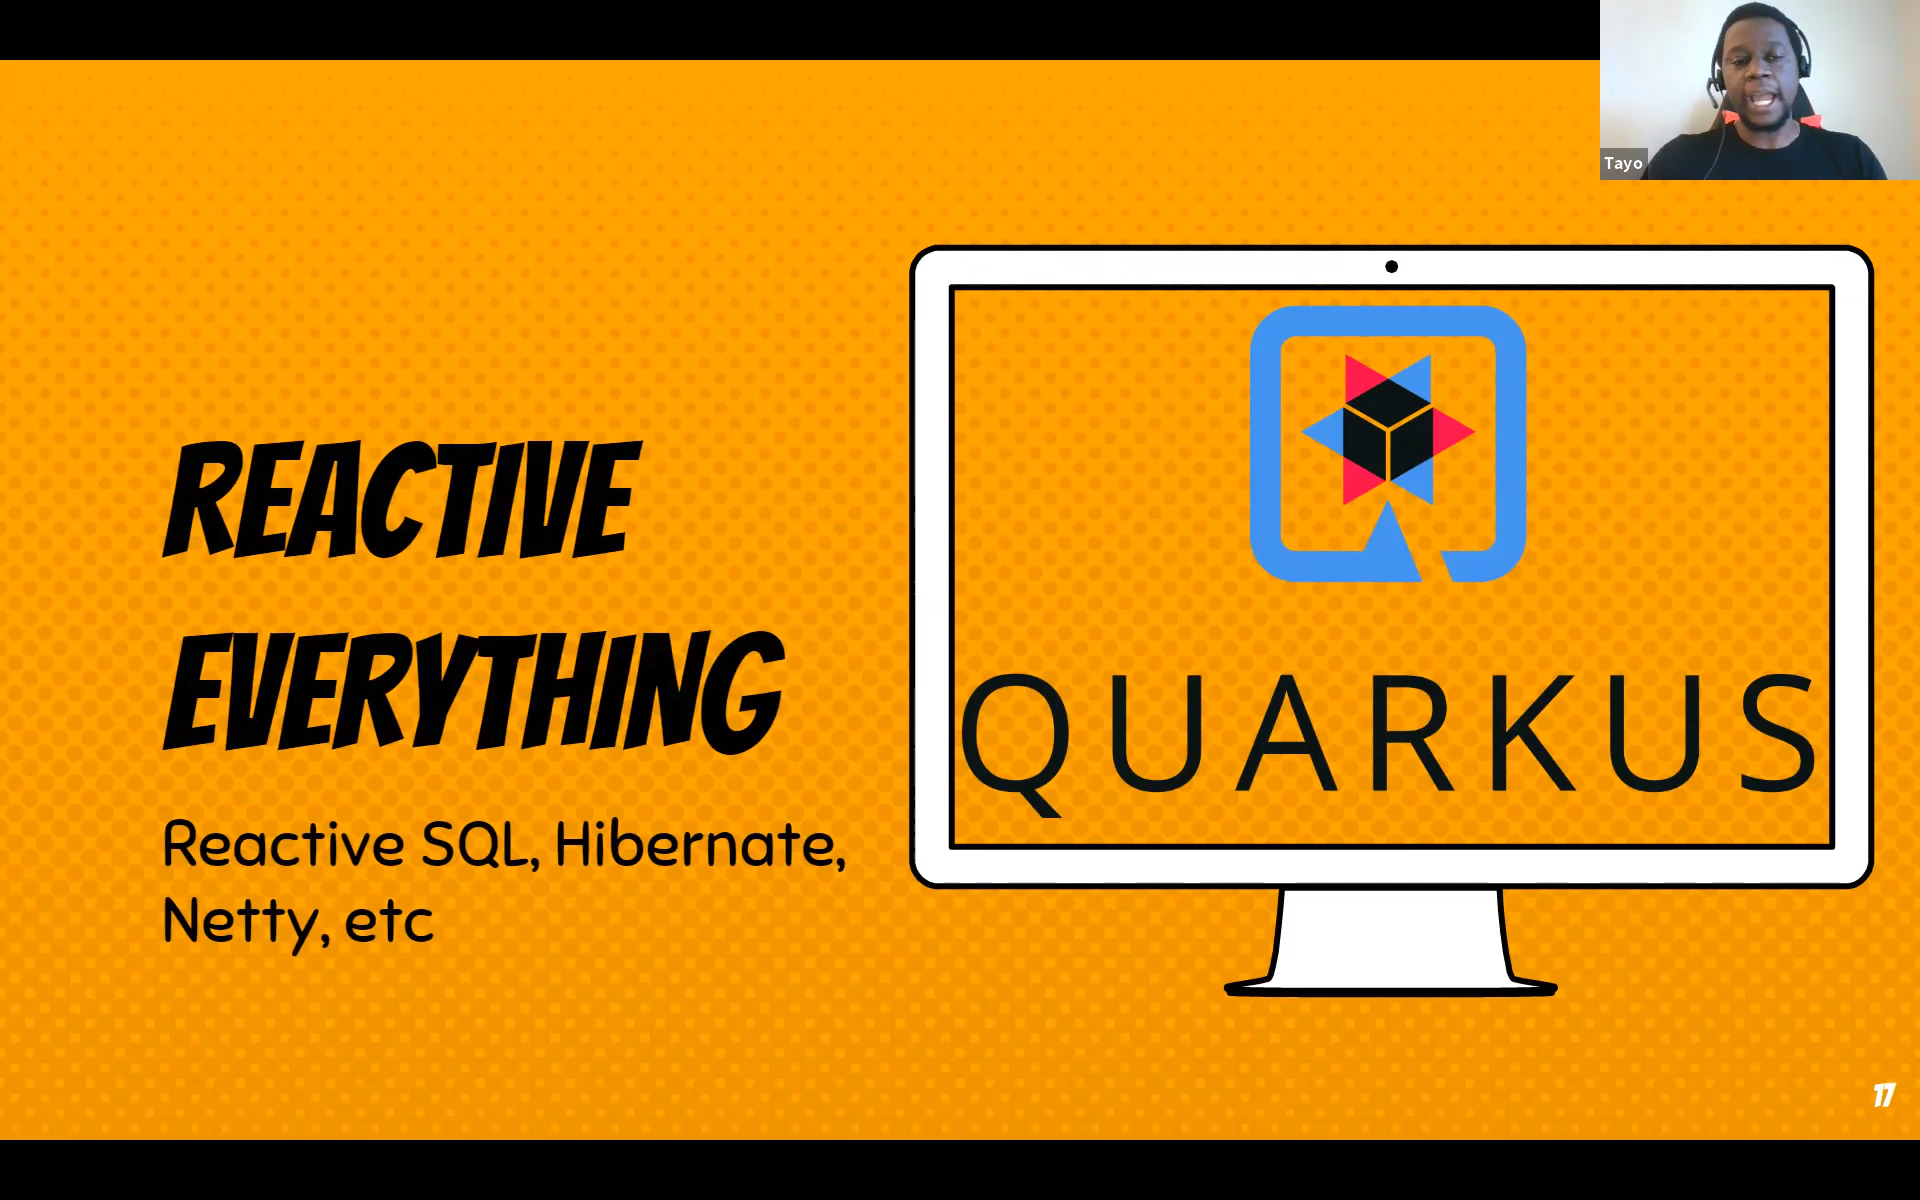 Tayo
REACTIVE
EVERYTHING
Reactive SQL, Hibernate,
Netty, etc
QUARKUS
17